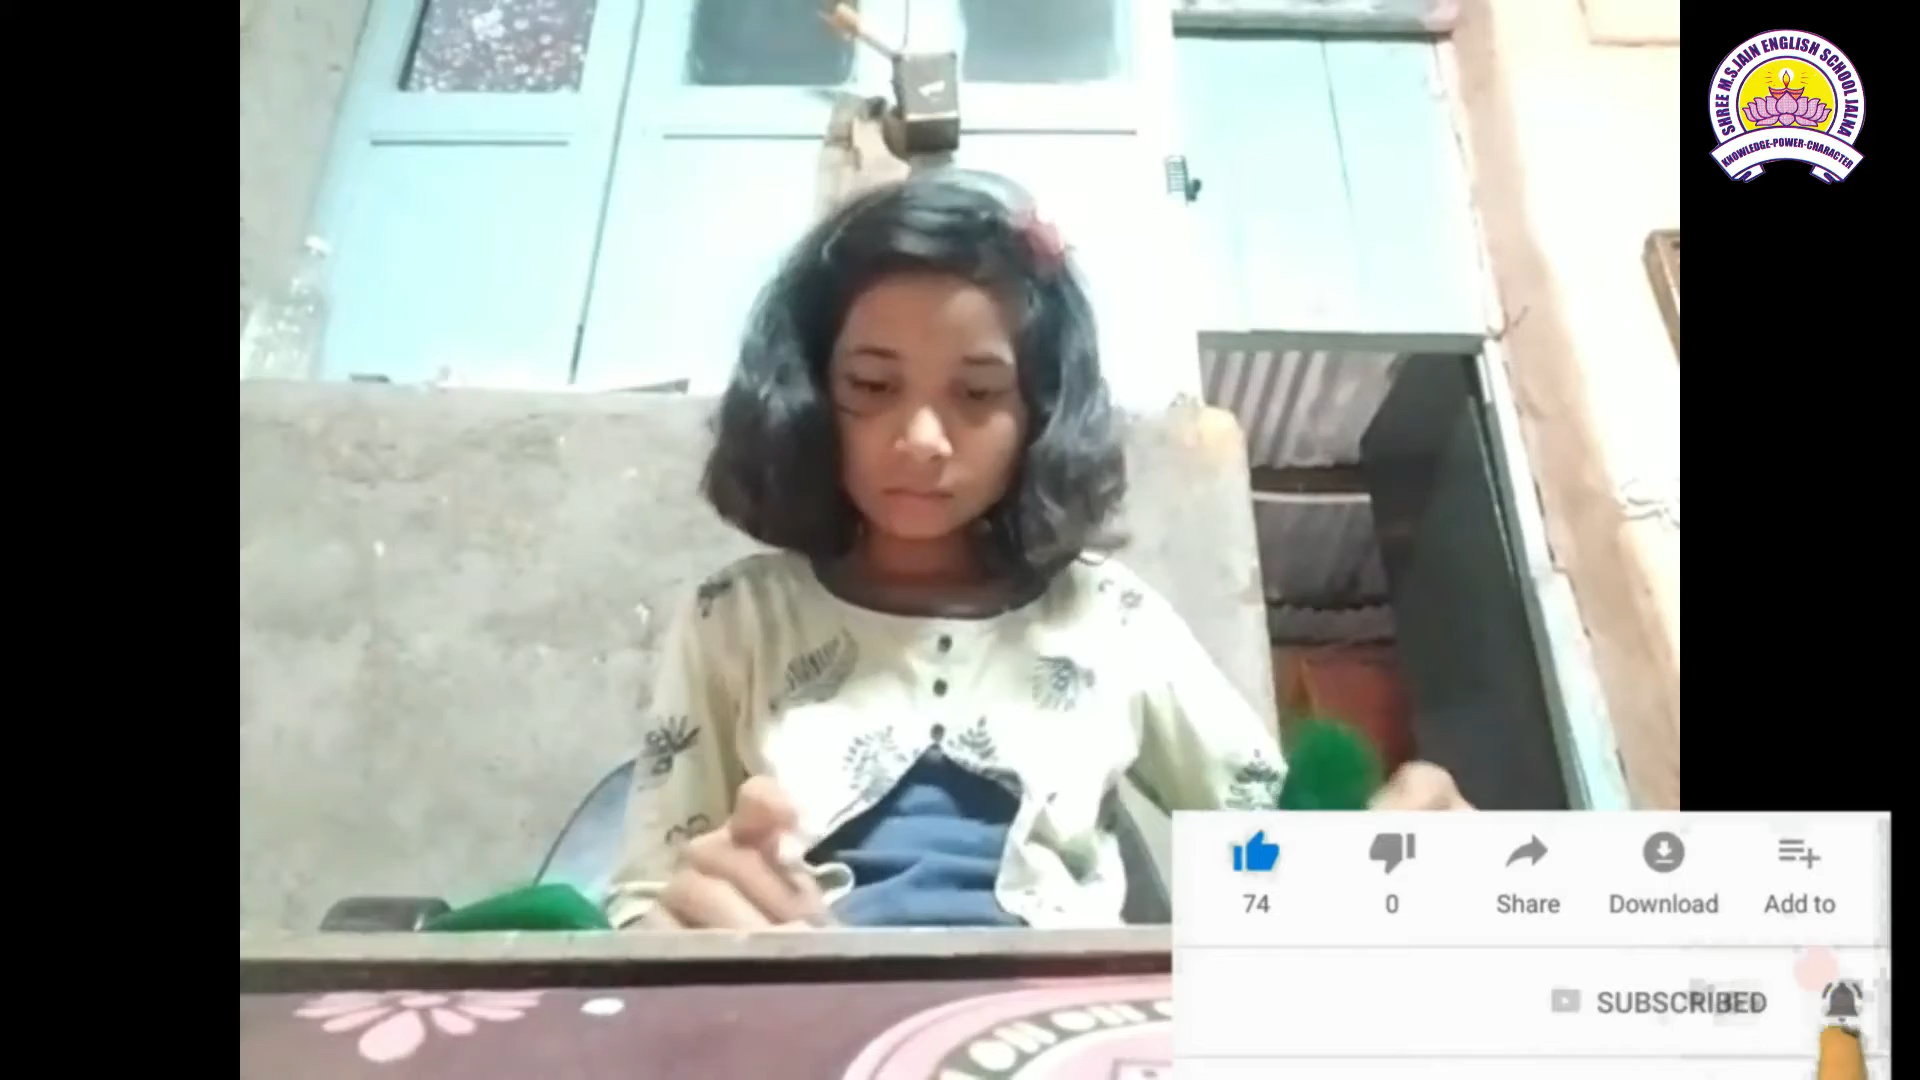 SHREE M.S.JAIN ENGLISH SCHOOL JALNA
KNOWLEDGE-POWER-CHARACTER
74
0
Share
Download
Add to
SUBSCRIBED